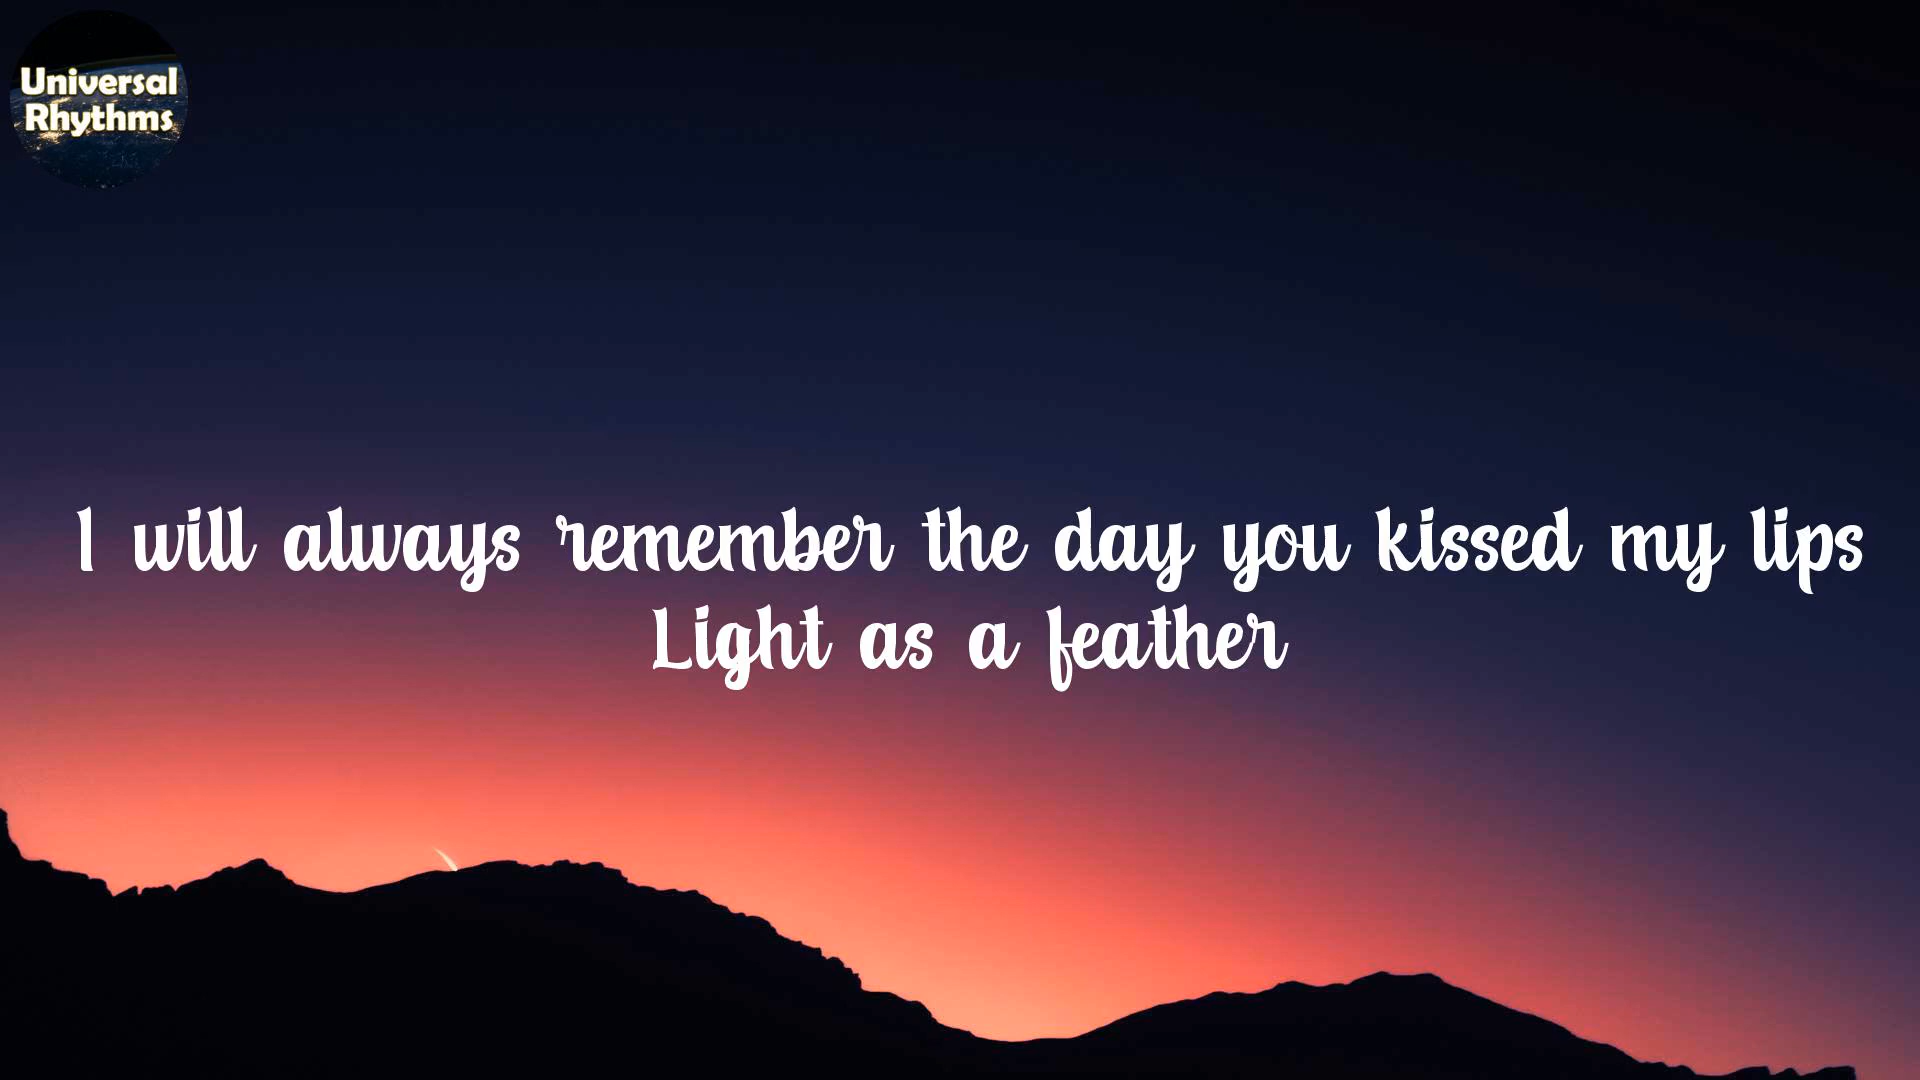 Universal
Rhythms
I will always remember the day you kissed my lips
Light as a feather